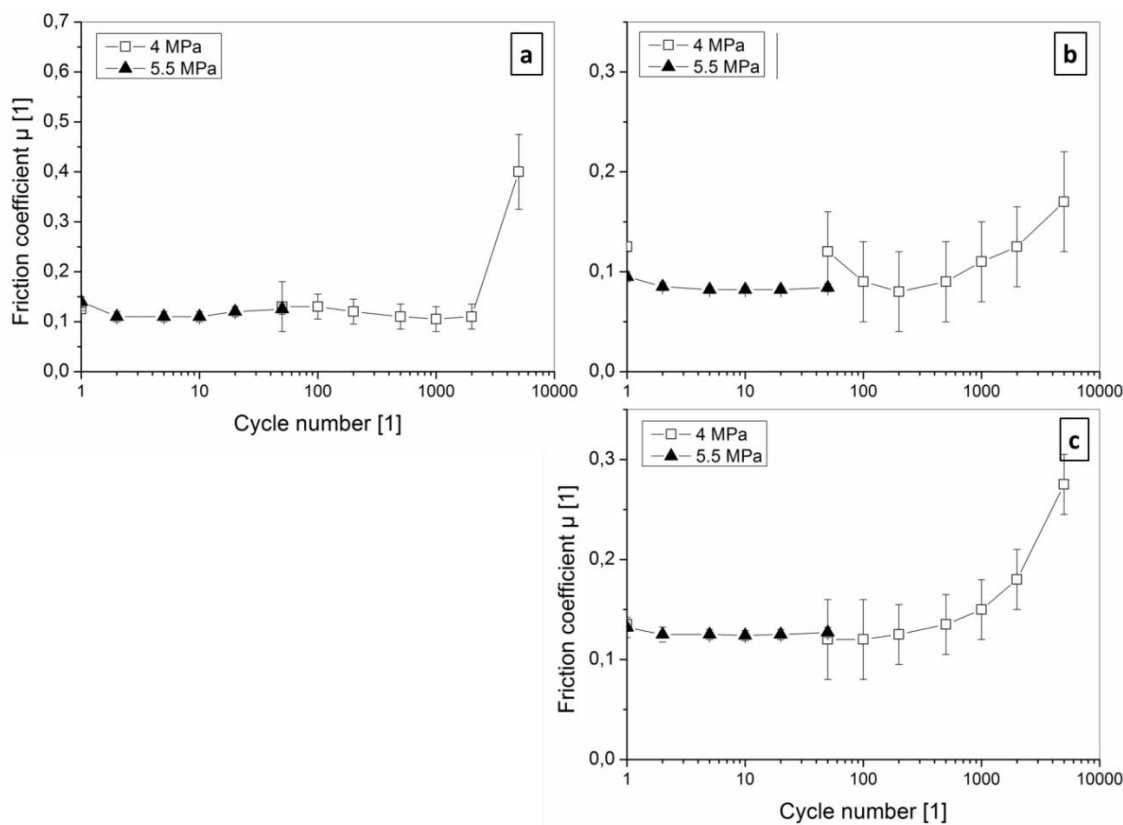 a
4 MPa
5.5 MPa
0,7
0,6
0,5
0,4
0,3
0,2
0,1
0,0
Friction coefficient μ [1]
1
10
100
1000
10000
Cycle number [1]
b
4 MPa
5.5 MPa
0,3
0,2
0,1
0,0
Friction coefficient μ [1]
1
10
100
1000
10000
c
4 MPa
5.5 MPa
0,3
0,2
0,1
0,0
Friction coefficient μ [1]
1
10
100
1000
10000
Cycle number [1]